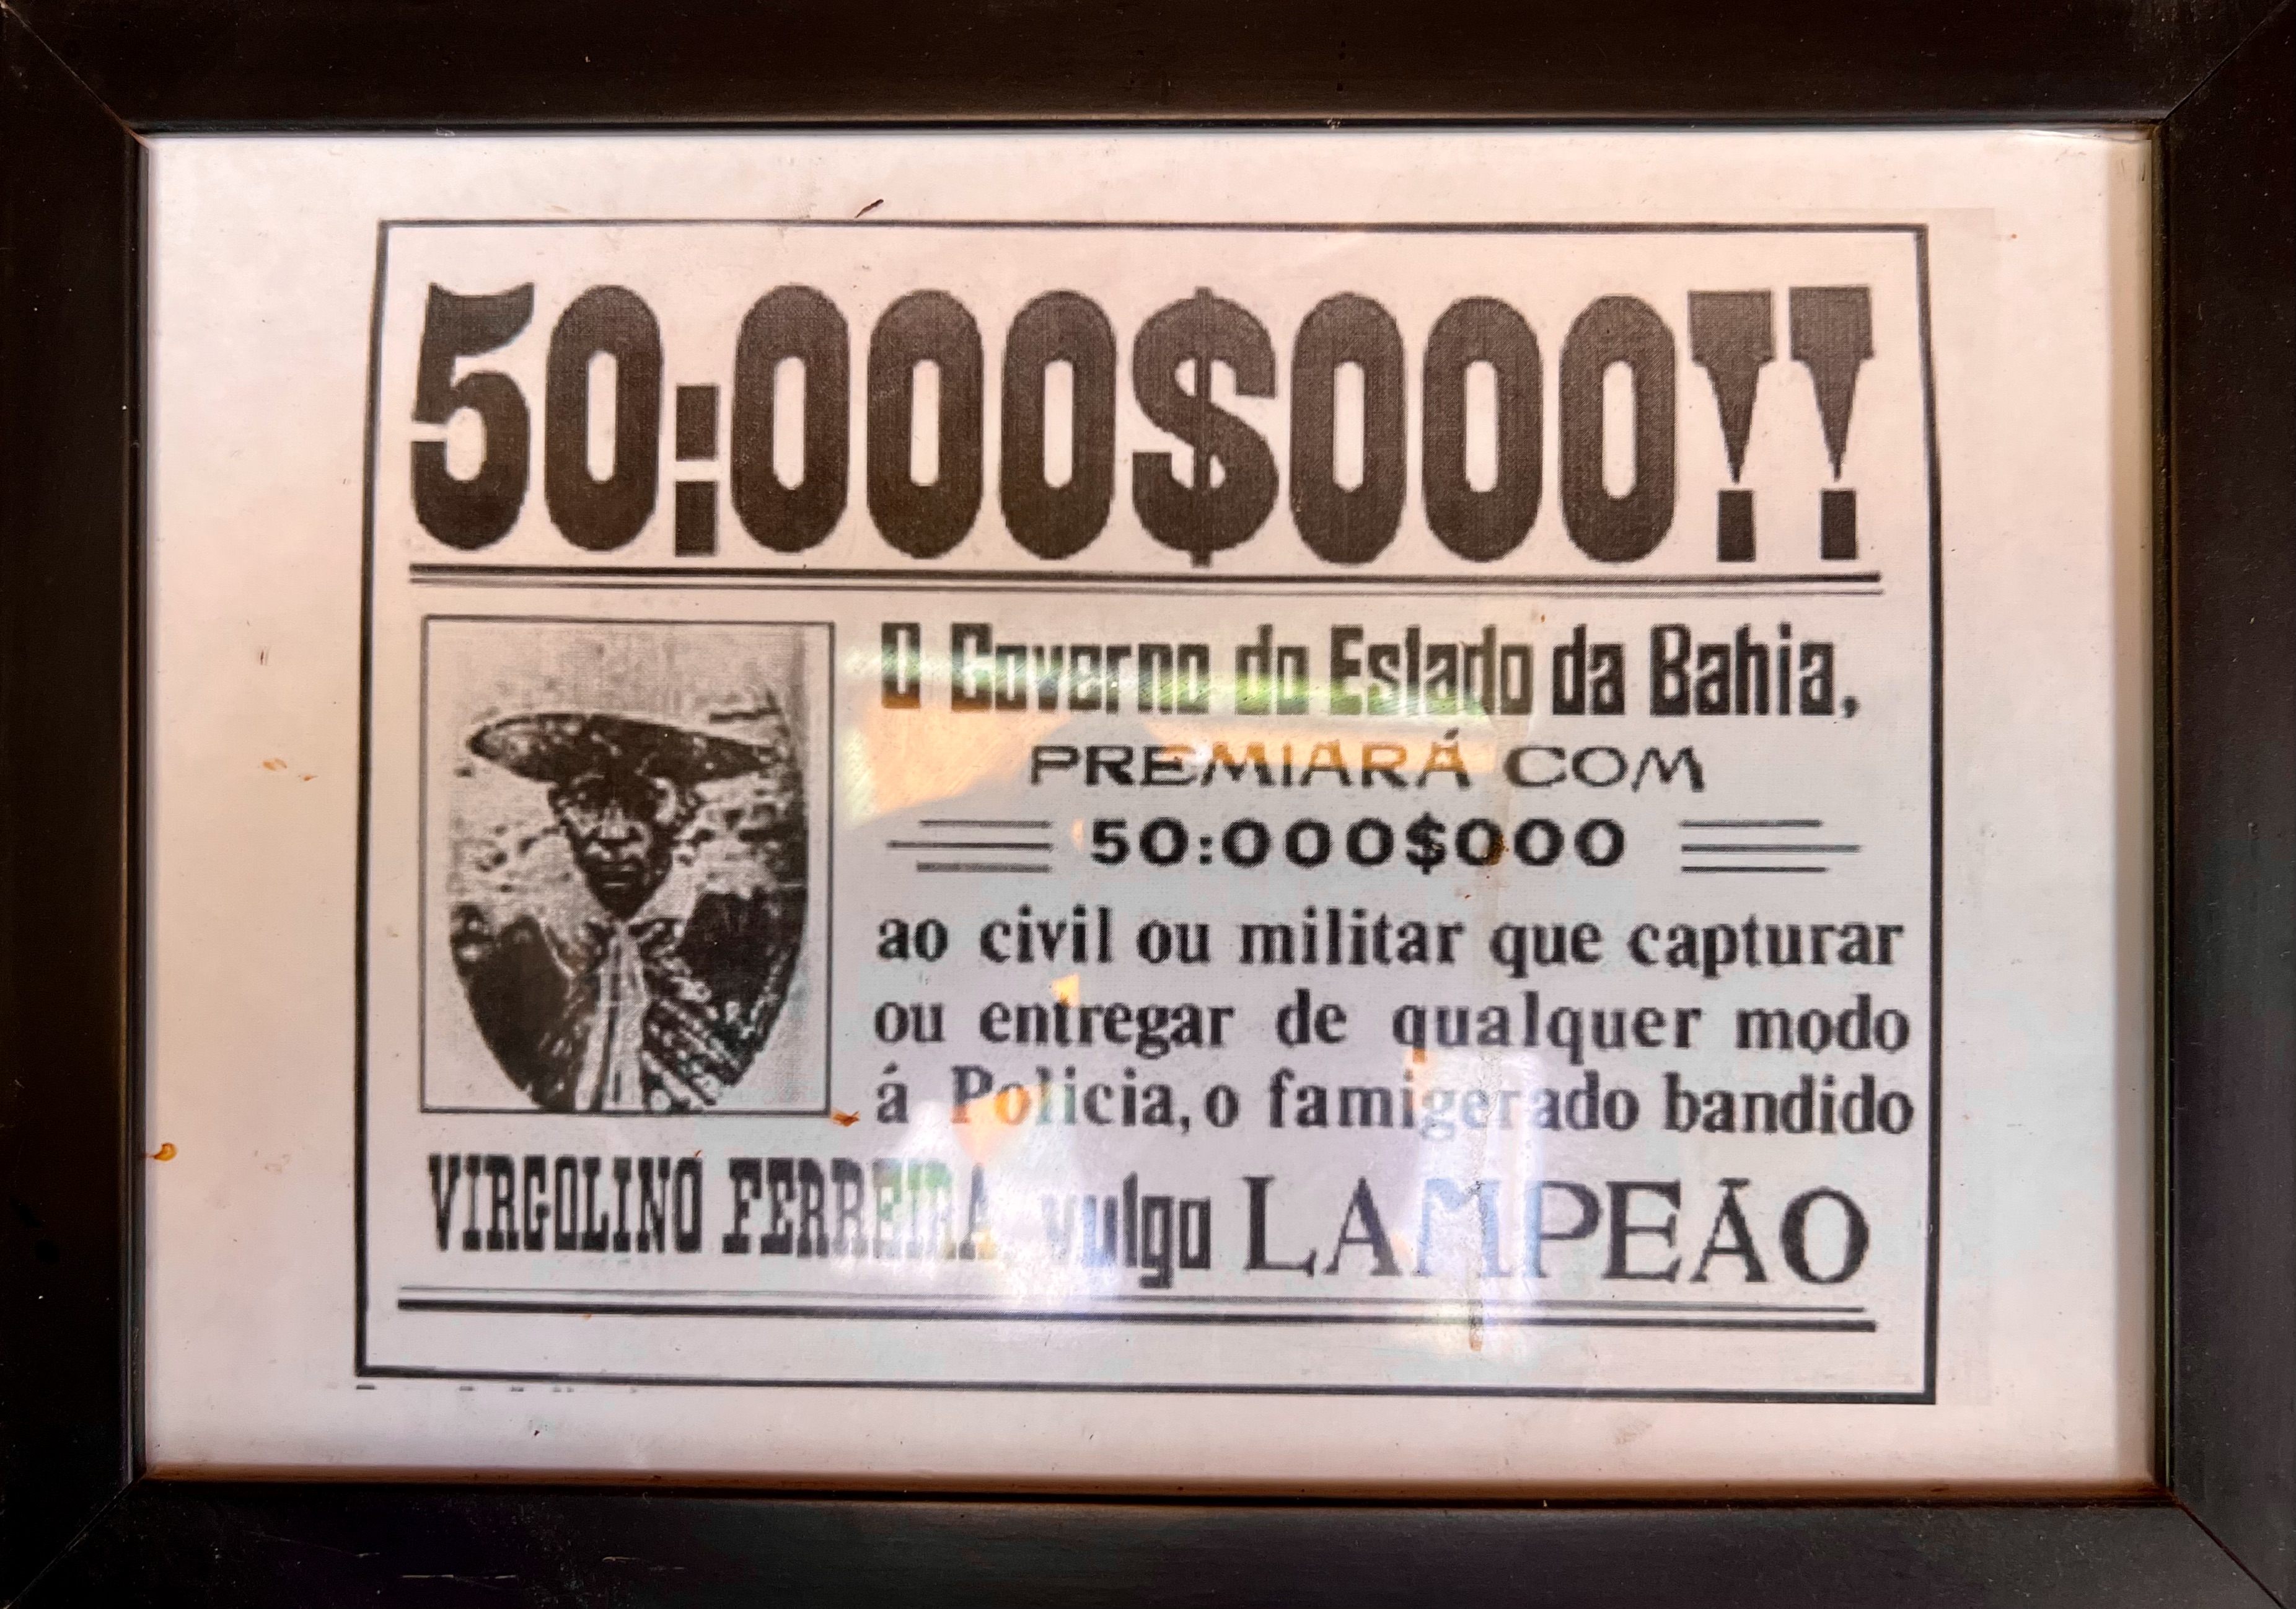 50:000$000!!
O Governo do Estado da Bahia,
PREMIARÁ COM
50:000$000
ao civil ou militar que capturar
ou entregar de qualquer modo
á Policia, o famigerado bandido
VIRGOLINO FERREIRA, vulgo LAMPEÃO